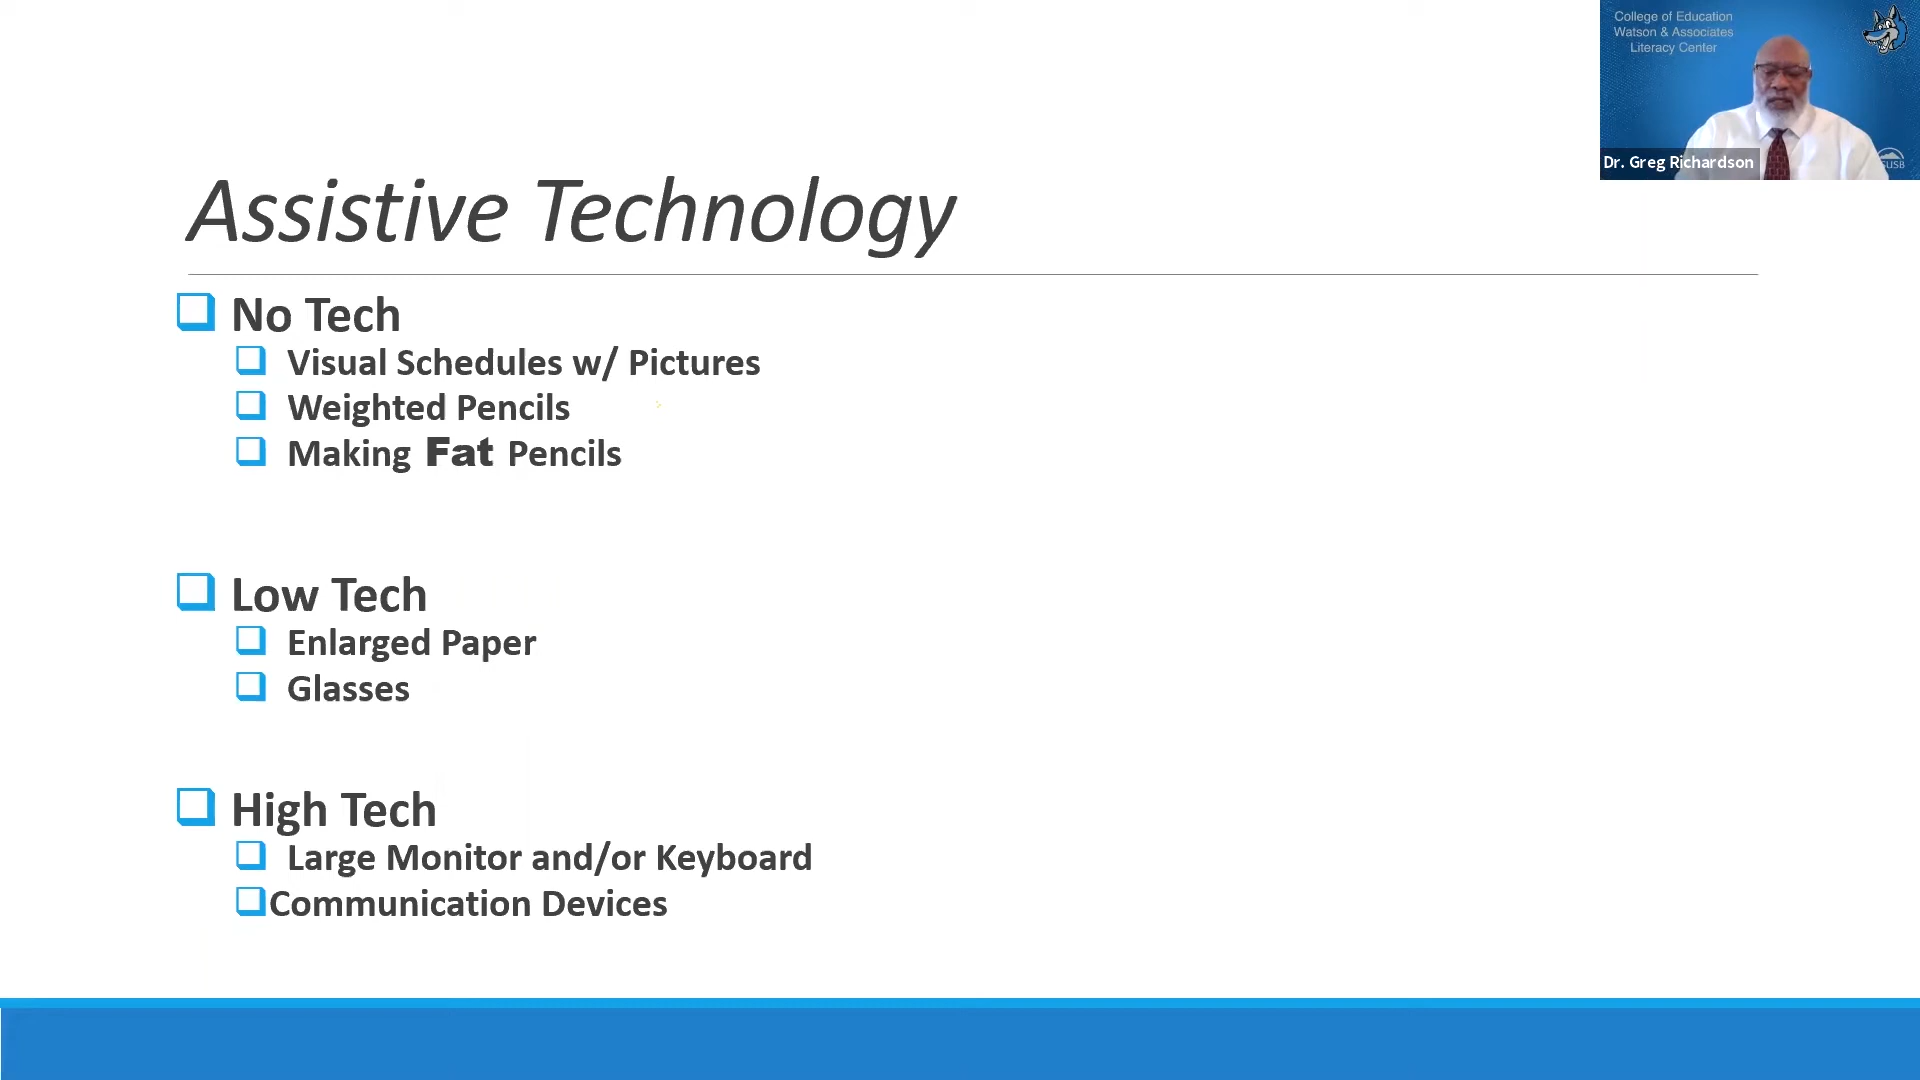 College of Education
Watson & Associates
Literacy Center
Dr. Greg Richardson
Assistive Technology
No Tech
Visual Schedules w/ Pictures
Weighted Pencils
Making Fat Pencils
Low Tech
Enlarged Paper
Glasses
High Tech
Large Monitor and/or Keyboard
Communication Devices